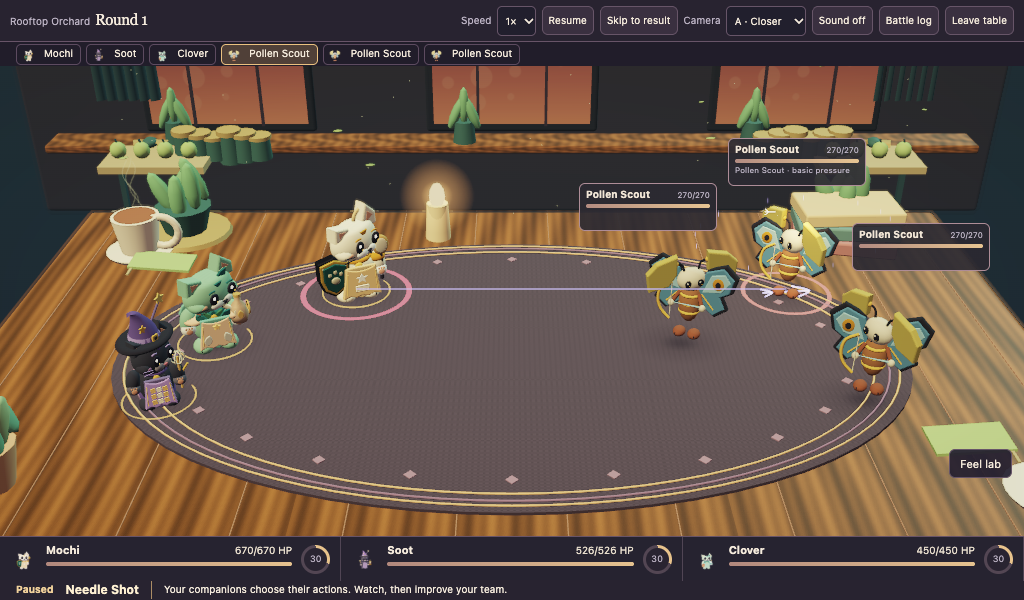 Rooftop Orchard Round 1
Speed 1x Resume Skip to result Camera A · Closer Sound off Battle log Leave table
Mochi Soot Clover Pollen Scout Pollen Scout Pollen Scout
Pollen Scout 270/270
Pollen Scout · basic pressure
Pollen Scout 270/270
Pollen Scout 270/270
Feel lab
Mochi 670/670 HP 30
Soot 526/526 HP 30
Clover 450/450 HP 30
Paused Needle Shot Your companions choose their actions. Watch, then improve your team.